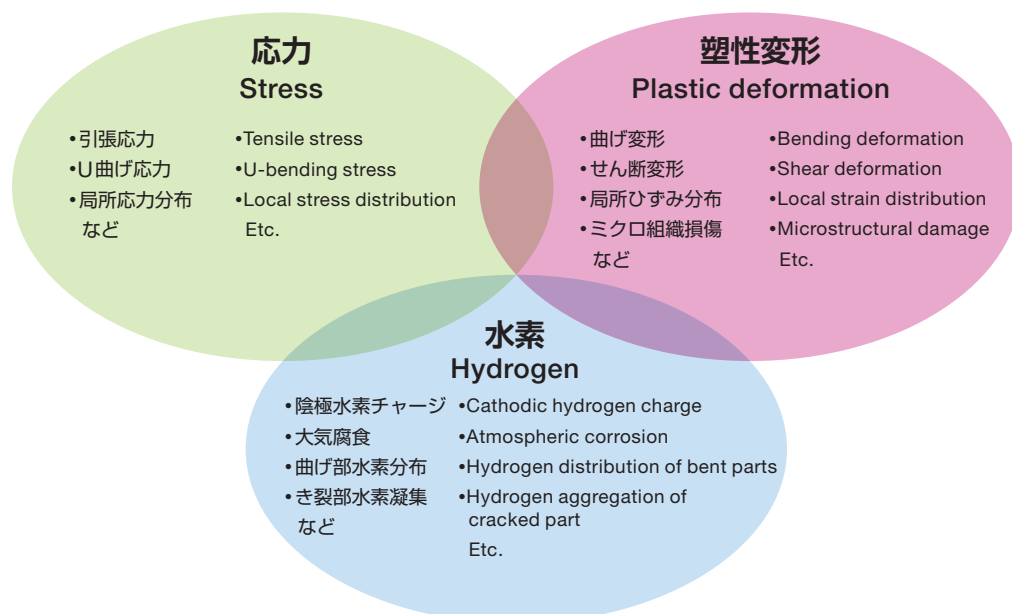 応力
Stress
•引張応力
•U曲げ応力
•局所応力分布
など
•Tensile stress
•U-bending stress
•Local stress distribution
Etc.
塑性変形
Plastic deformation
•曲げ変形
•せん断変形
•局所ひずみ分布
•ミクロ組織損傷
など
•Bending deformation
•Shear deformation
•Local strain distribution
•Microstructural damage
Etc.
水素
Hydrogen
•陰極水素チャージ
•大気腐食
•曲げ部水素分布
•き裂部水素凝集
など
•Cathodic hydrogen charge
•Atmospheric corrosion
•Hydrogen distribution of bent parts
•Hydrogen aggregation of
cracked part
Etc.